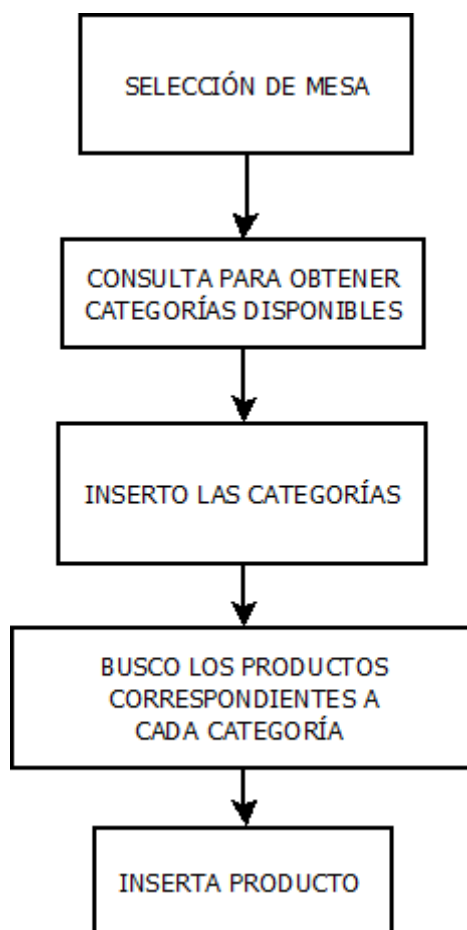 SELECCIÓN DE MESA
CONSULTA PARA OBTENER
CATEGORÍAS DISPONIBLES
INSERTO LAS CATEGORÍAS
BUSCO LOS PRODUCTOS
CORRESPONDIENTES A
CADA CATEGORÍA
INSERTA PRODUCTO